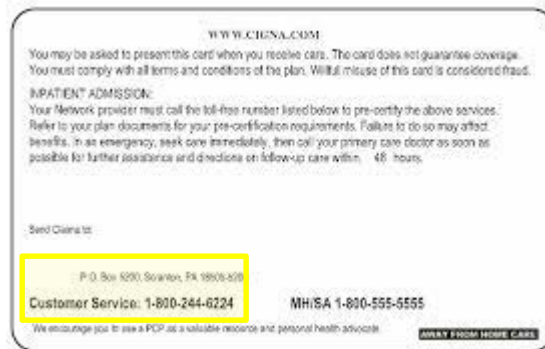 WWW.CIGNA.COM
You may be asked to present this card when you receive care. The card does not guarantee coverage.
You must comply with all terms and conditions of the plan. Willful misuse of this card is considered fraud.
INPATIENT ADMISSION:
Your Network provider must call the toll-free number listed below to pre-certify the above services.
Refer to your plan documents for your pre-certification requirements. Failure to do so may affect
benefits. In an emergency, seek care immediately, then call your primary care doctor as soon as
possible for further assistance and directions on follow-up care within 48 hours.
Send Claims to:
P.O. Box 5200, Scranton, PA
Customer Service: 1-800-244-6224 MH/SA 1-800-555-5555
We encourage you to use a PCP as a valuable resource and personal health advocate. AWAY FROM HOME CARE